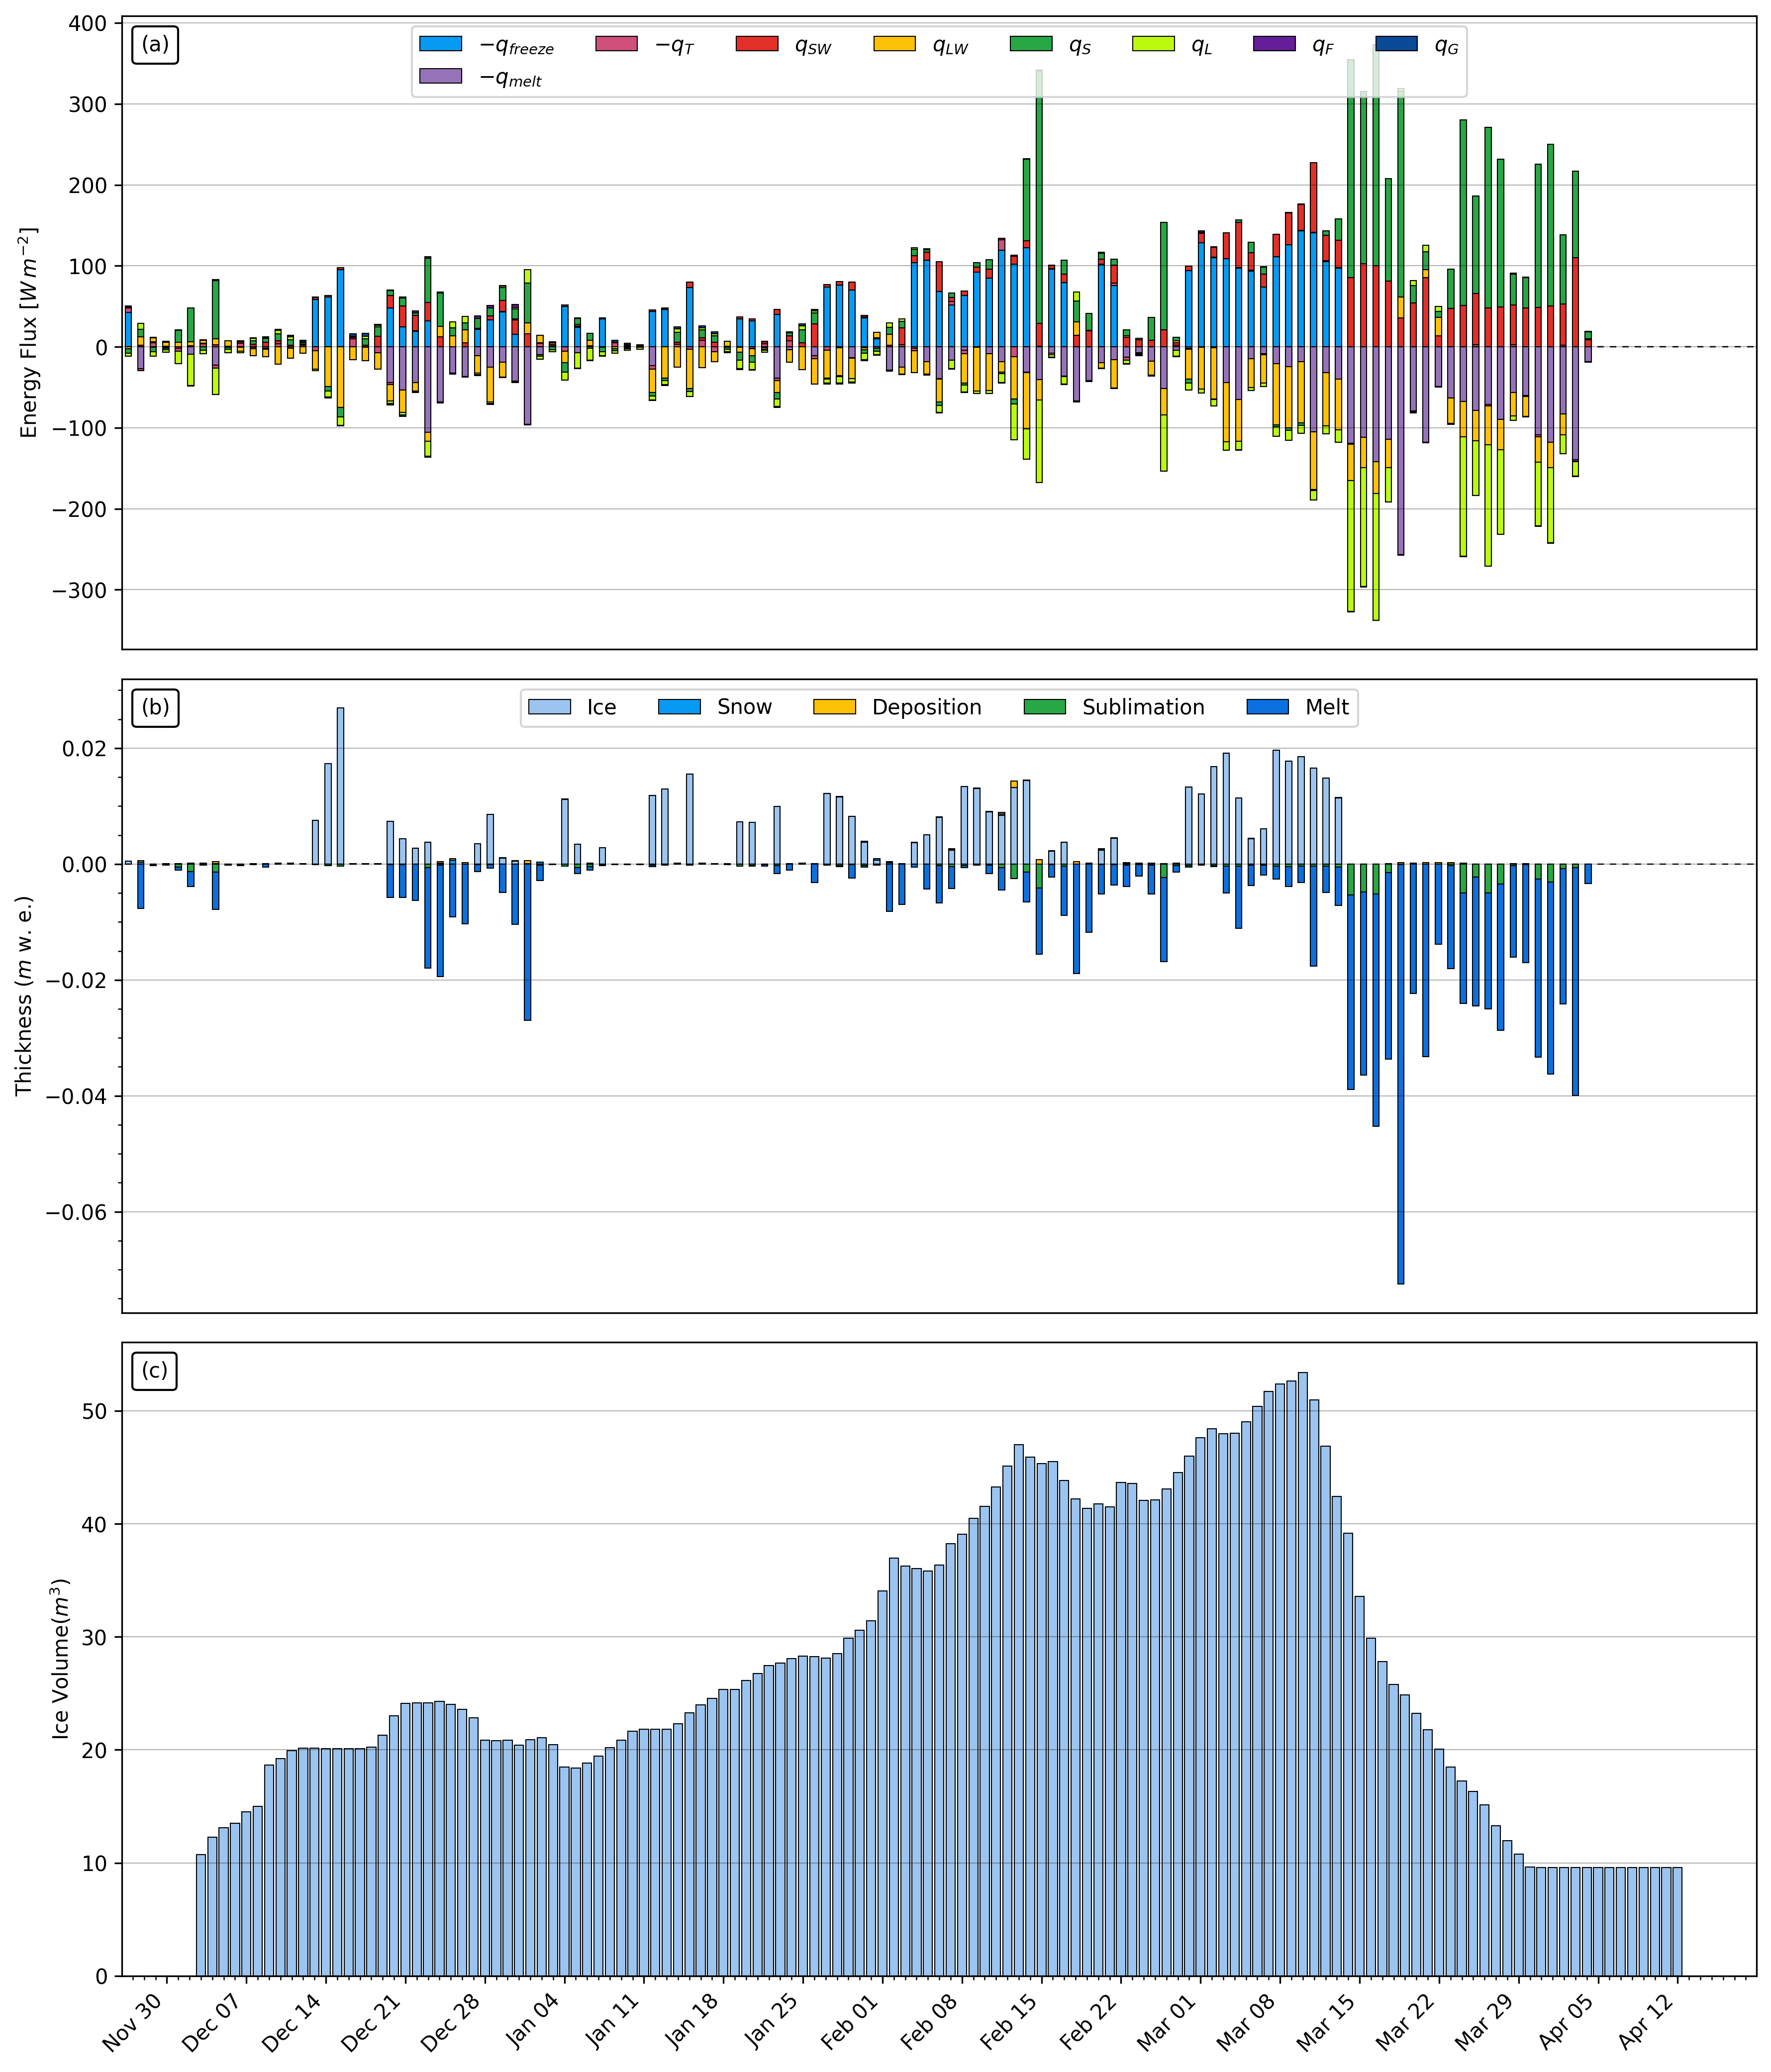 (a)
−q_freeze −q_T q_SW q_LW q_S q_L q_F q_G
−q_melt
400
300
200
100
0
−100
−200
−300
Energy Flux [W m⁻²]
(b)
Ice Snow Deposition Sublimation Melt
0.02
0.00
−0.02
−0.04
−0.06
Thickness (m w. e.)
(c)
50
40
30
20
10
0
Ice Volume(m³)
Nov 30 Dec 07 Dec 14 Dec 21 Dec 28 Jan 04 Jan 11 Jan 18 Jan 25 Feb 01 Feb 08 Feb 15 Feb 22 Mar 01 Mar 08 Mar 15 Mar 22 Mar 29 Apr 05 Apr 12